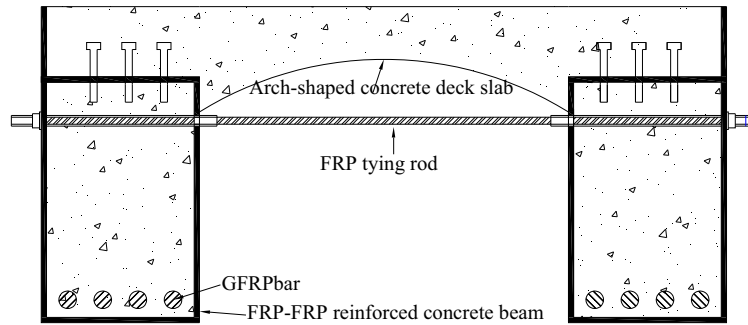 Arch-shaped concrete deck slab
FRP tying rod
GFRPbar
FRP-FRP reinforced concrete beam